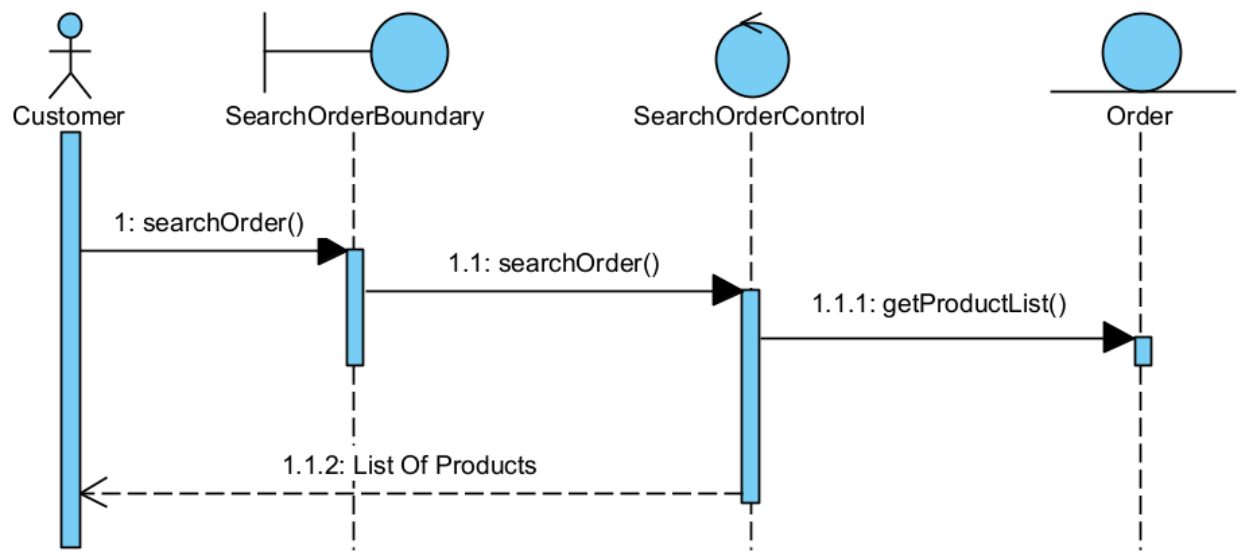 Customer
SearchOrderBoundary
SearchOrderControl
Order
1: searchOrder()
1.1: searchOrder()
1.1.1: getProductList()
1.1.2: List Of Products